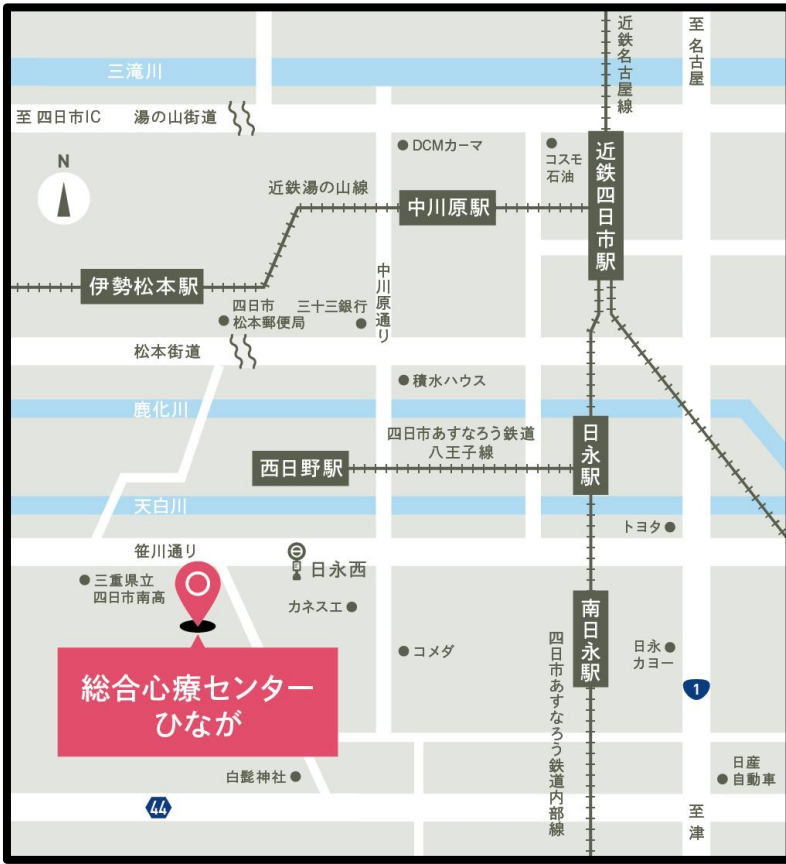 近鉄名古屋線
至 名古屋
三滝川
至 四日市IC
湯の山街道
DCMカーマ
コスモ
石油
近鉄四日市駅
N
近鉄湯の山線
中川原駅
伊勢松本駅
中川原通り
四日市
松本郵便局
三十三銀行
松本街道
積水ハウス
鹿化川
四日市あすなろう鉄道
八王子線
日永駅
西日野駅
天白川
トヨタ
笹川通り
日永西
三重県立
四日市南高
カネスエ
南日永駅
コメダ
日永
カヨー
四日市あすなろう鉄道内部線
1
総合心療センター
ひなが
白髭神社
日産
自動車
44
至 津